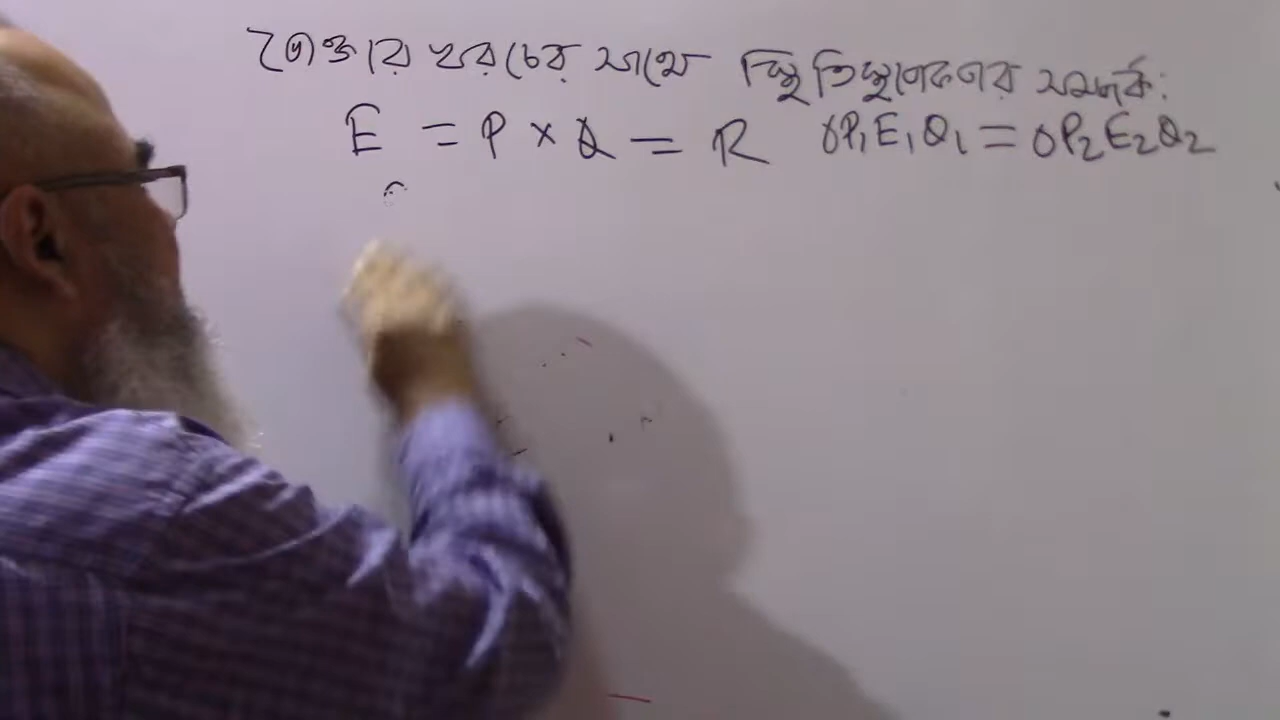 ভোক্তার খরচের সাথে স্থিতিস্থাপকতার সম্পর্ক:
E = P × Q = R OP₁E₁Q₁ = OP₂E₂Q₂